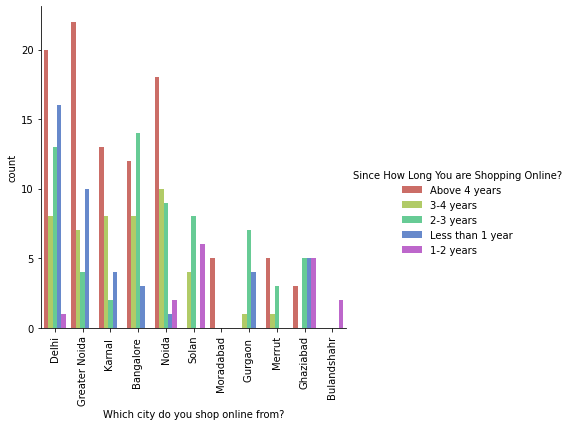 count
20
15
10
5
0
Delhi
Greater Noida
Karnal
Bangalore
Noida
Solan
Moradabad
Gurgaon
Merrut
Ghaziabad
Bulandshahr
Which city do you shop online from?
Since How Long You are Shopping Online?
Above 4 years
3-4 years
2-3 years
Less than 1 year
1-2 years